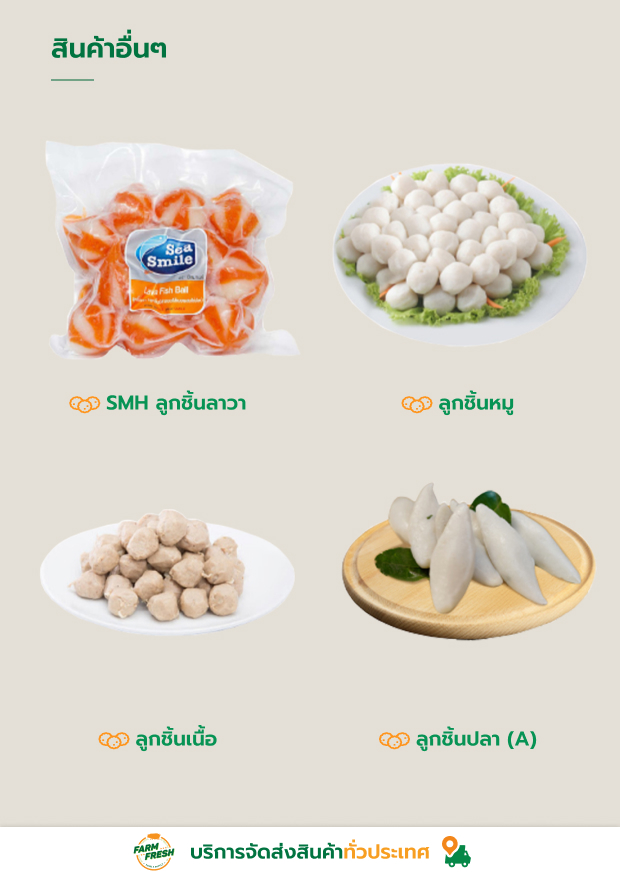 สินค้าอื่นๆ
Sea
Smile
Lava Fish Ball
SMH ลูกชิ้นลาวา
ลูกชิ้นหมู
ลูกชิ้นเนื้อ
ลูกชิ้นปลา (A)
FARM
FRESH
บริการจัดส่งสินค้าทั่วประเทศ